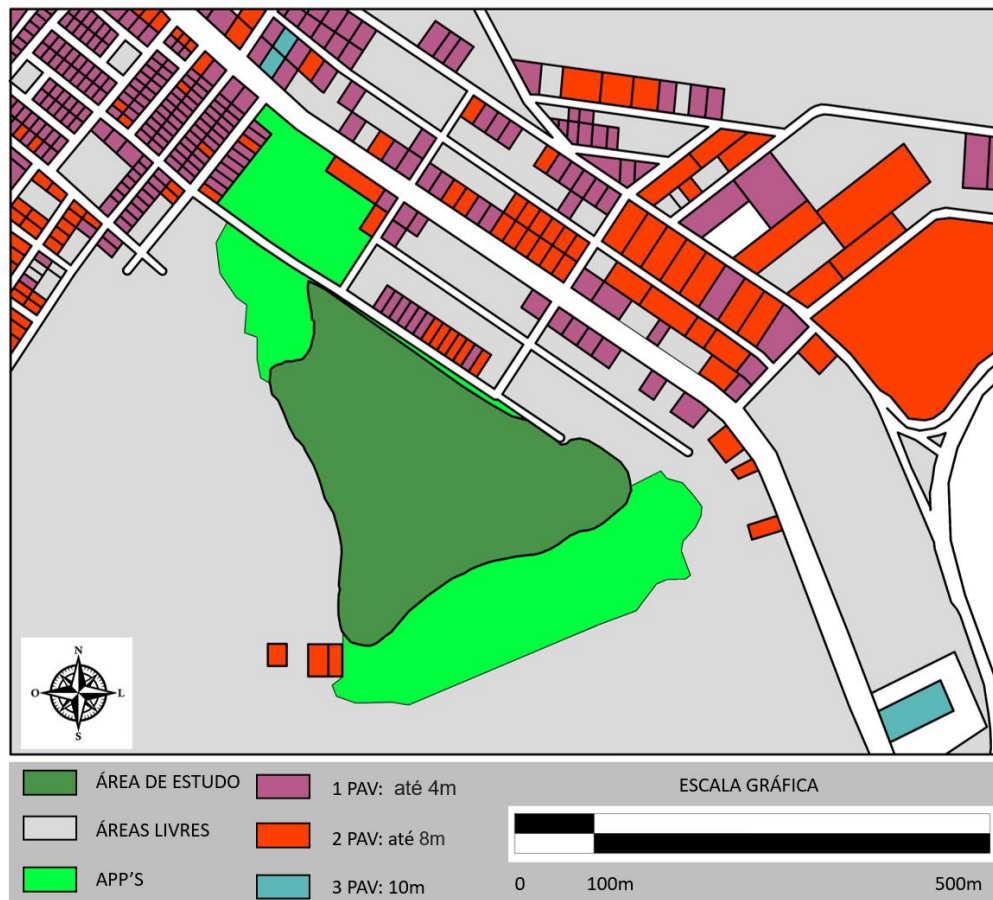 N
O
L
S
ÁREA DE ESTUDO
ÁREAS LIVRES
APP'S
1 PAV: até 4m
2 PAV: até 8m
3 PAV: 10m
ESCALA GRÁFICA
0 100m 500m